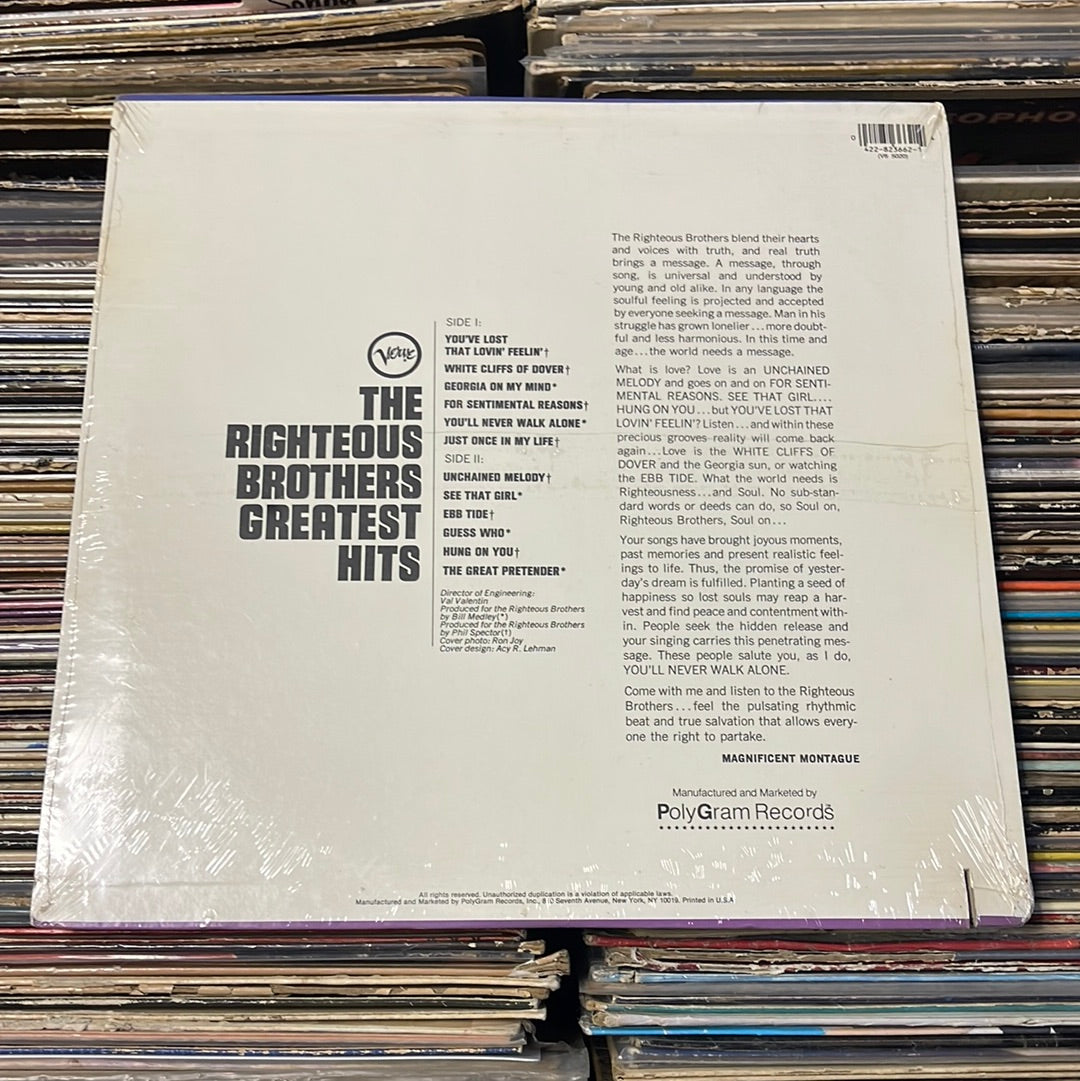 TOPHO
0
422-823662-1
(V6 5020)
The Righteous Brothers blend their hearts
and voices with truth, and real truth
brings a message. A message, through
song, is universal and understood by
young and old alike. In any language the
soulful feeling is projected and accepted
by everyone seeking a message. Man in his
struggle has grown lonelier...more doubt-
ful and less harmonious. In this time and
age...the world needs a message.
What is love? Love is an UNCHAINED
MELODY and goes on and on FOR SENTI-
MENTAL REASONS. SEE THAT GIRL....
HUNG ON YOU...but YOU'VE LOST THAT
LOVIN' FEELIN'? Listen...and within these
precious grooves reality will come back
again...Love is the WHITE CLIFFS OF
DOVER and the Georgia sun, or watching
the EBB TIDE. What the world needs is
Righteousness...and Soul. No sub-stan-
dard words or deeds can do, so Soul on,
Righteous Brothers, Soul on...
Your songs have brought joyous moments,
past memories and present realistic feel-
ings to life. Thus, the promise of yester-
day's dream is fulfilled. Planting a seed of
happiness so lost souls may reap a har-
vest and find peace and contentment with-
in. People seek the hidden release and
your singing carries this penetrating mes-
sage. These people salute you, as I do,
YOU'LL NEVER WALK ALONE.
Come with me and listen to the Righteous
Brothers...feel the pulsating rhythmic
beat and true salvation that allows every-
one the right to partake.
MAGNIFICENT MONTAGUE
Manufactured and Marketed by
PolyGram Records
Verve
THE
RIGHTEOUS
BROTHERS
GREATEST
HITS
SIDE I:
YOU'VE LOST
THAT LOVIN' FEELIN'†
WHITE CLIFFS OF DOVER†
GEORGIA ON MY MIND*
FOR SENTIMENTAL REASONS†
YOU'LL NEVER WALK ALONE*
JUST ONCE IN MY LIFE†
SIDE II:
UNCHAINED MELODY†
SEE THAT GIRL*
EBB TIDE†
GUESS WHO*
HUNG ON YOU†
THE GREAT PRETENDER*
Director of Engineering:
Val Valentin
Produced for the Righteous Brothers
by Bill Medley(*)
Produced for the Righteous Brothers
by Phil Spector(†)
Cover photo: Ron Joy
Cover design: Acy R. Lehman
All rights reserved. Unauthorized duplication is a violation of applicable laws.
Manufactured and Marketed by PolyGram Records, Inc., 810 Seventh Avenue, New York, NY 10019. Printed in U.S.A